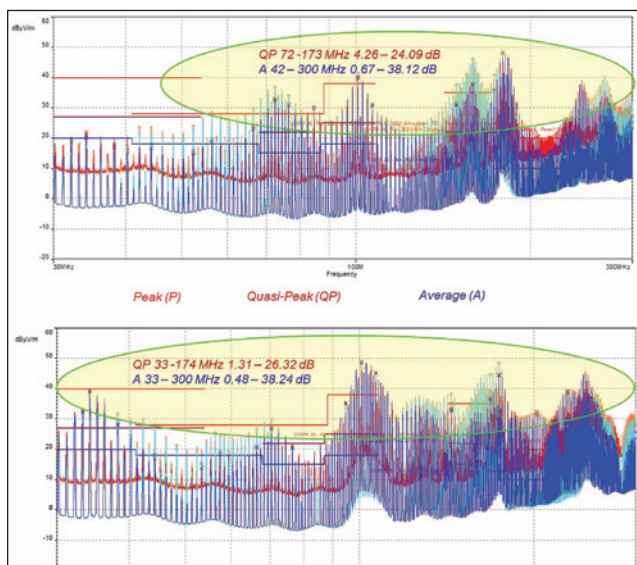 dBµV/m
60
50
40
30
20
10
0
-10
-20
QP 72 -173 MHz 4.26 – 24.09 dB
A 42 – 300 MHz 0.67 – 38.12 dB
30MHz
100M
300MHz
Frequency
Peak (P)
Quasi-Peak (QP)
Average (A)
dBµV/m
60
50
40
30
20
10
0
-10
QP 33 -174 MHz 1.31 – 26.32 dB
A 33 – 300 MHz 0.48 – 38.24 dB